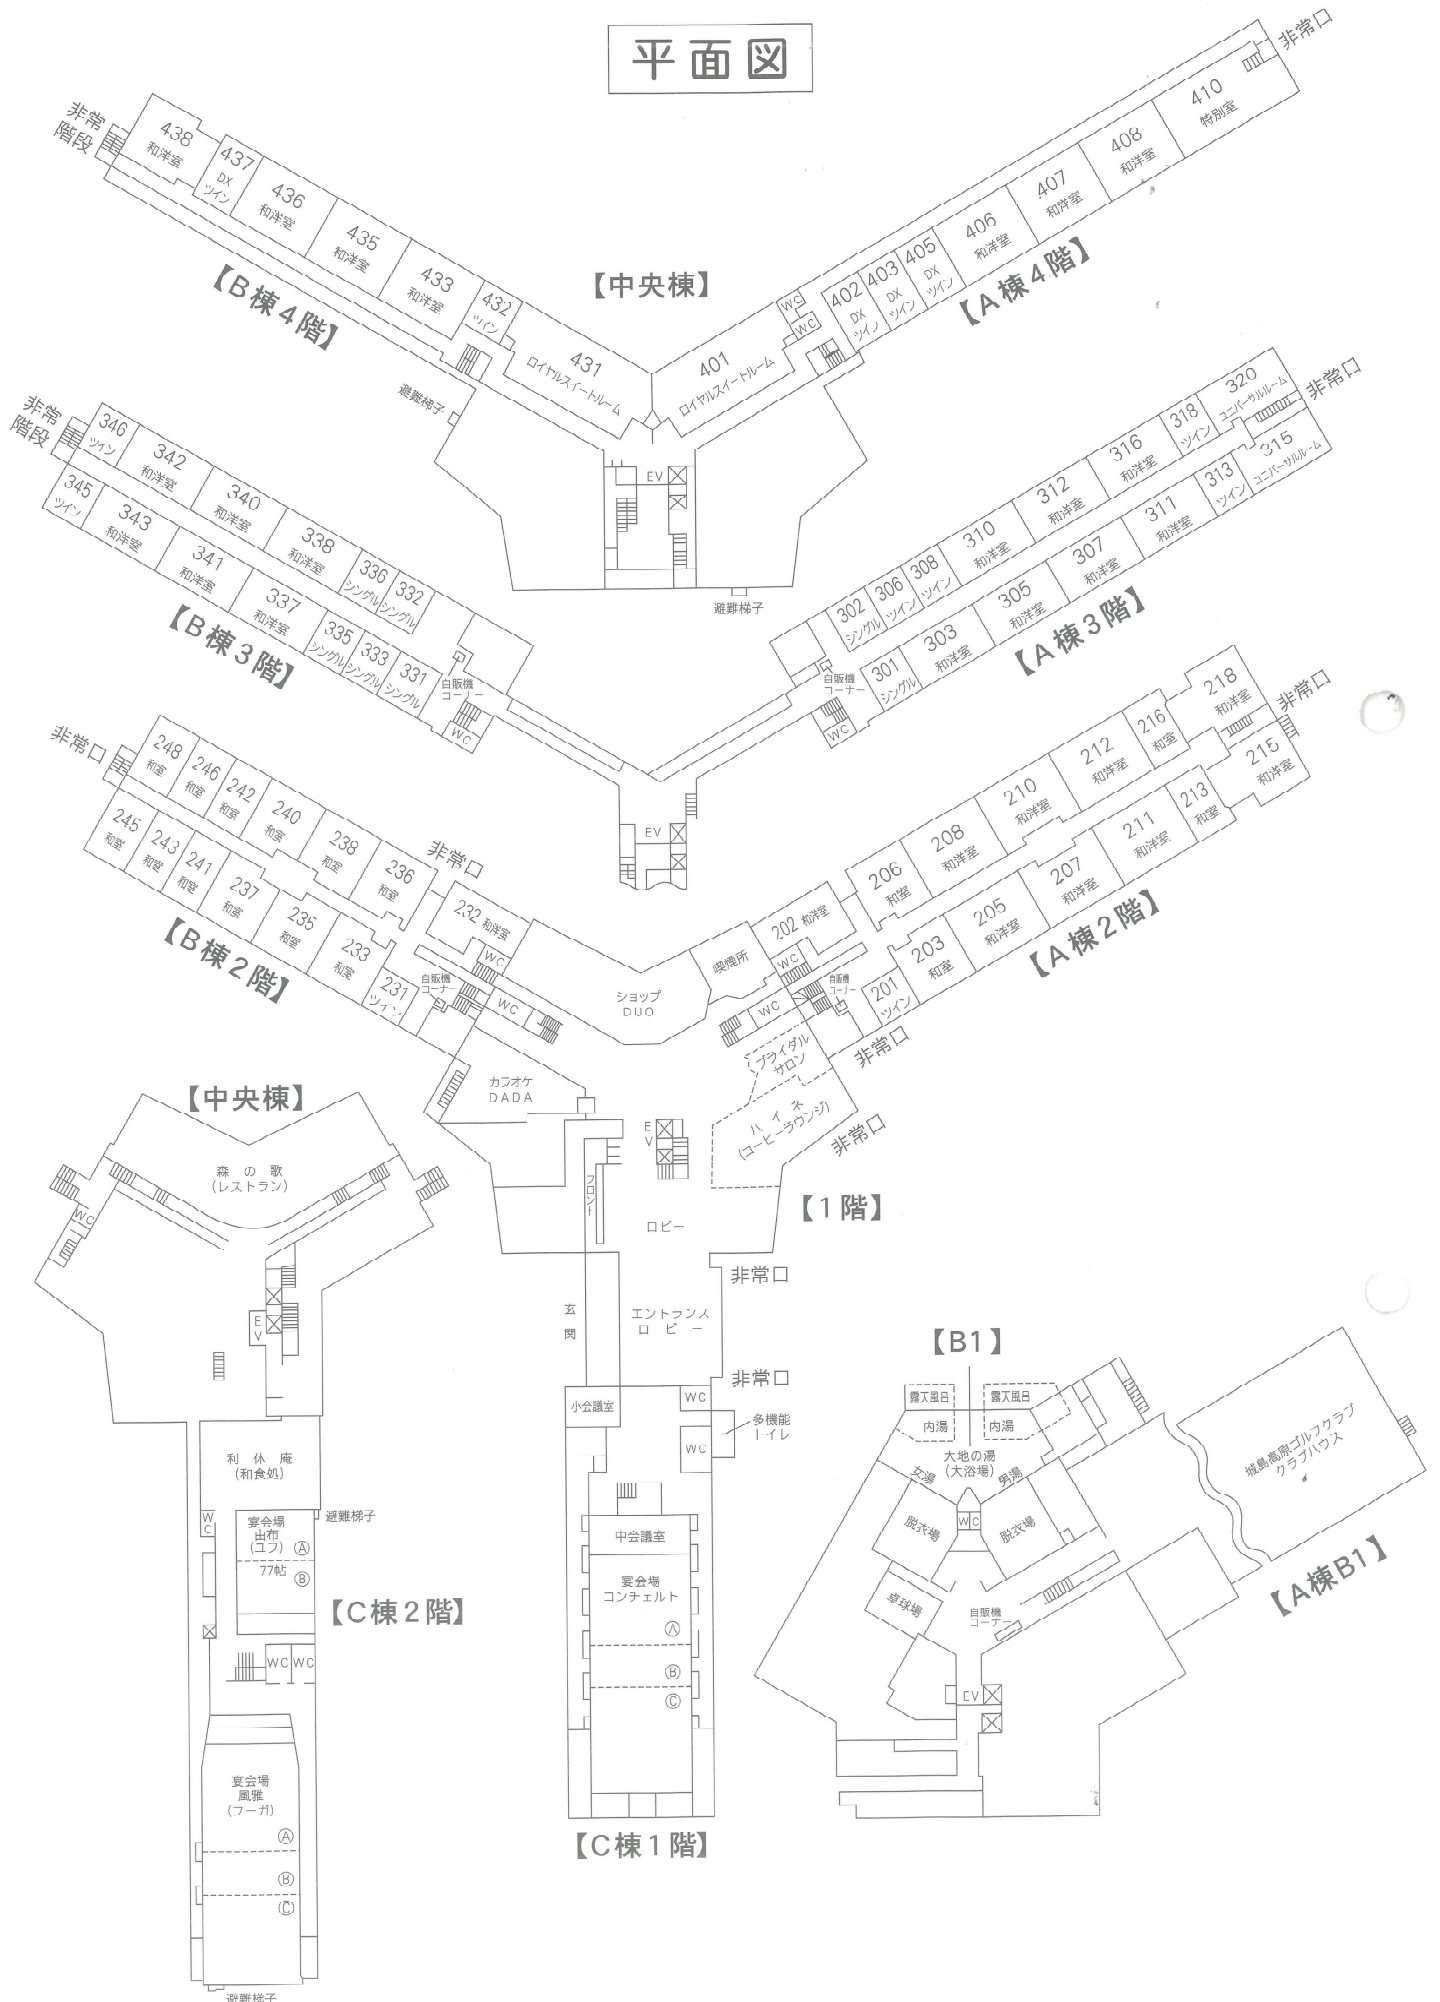 平面図
非常口
非常
階段
438
和洋室
437
DX
ツイン
436
和洋室
435
和洋室
433
和洋室
432
ツイン
431
ロイヤルスイートルーム
【B棟4階】
【中央棟】
401
ロイヤルスイートルーム
WC
WC
402
DX
ツイン
403
DX
ツイン
405
DX
ツイン
406
和洋室
407
和洋室
408
和洋室
410
特別室
【A棟4階】
避難梯子
EV
避難梯子
非常
階段
346
ツイン
342
和洋室
340
和洋室
338
和洋室
336
シングル
332
シングル
345
ツイン
343
和洋室
341
和洋室
337
和洋室
335
シングル
333
シングル
331
シングル
【B棟3階】
自販機
コーナー
WC
302
シングル
306
ツイン
308
ツイン
310
和洋室
312
和洋室
316
和洋室
318
ツイン
320
ユニバーサルルーム
非常口
301
シングル
303
和洋室
305
和洋室
307
和洋室
311
和洋室
313
ツイン
315
ユニバーサルルーム
【A棟3階】
自販機
コーナー
WC
EV
非常口
248
和室
246
和室
242
和室
240
和室
238
和室
236
和室
非常口
232 和洋室
WC
245
和室
243
和室
241
和室
237
和室
235
和室
233
和室
231
ツイン
【B棟2階】
自販機
コーナー
WC
ショップ
DUO
喫煙所
202 和洋室
WC
WC
自販機
コーナー
206
和室
208
和洋室
210
和洋室
212
和洋室
216
和室
218
和洋室
非常口
201
ツイン
203
和室
205
和洋室
207
和洋室
211
和洋室
213
和室
215
和洋室
【A棟2階】
非常口
ブライダル
サロン
ハイネ
(コーヒーラウンジ)
非常口
カラオケ
DADA
EV
フロント
ロビー
【1階】
非常口
玄関
エントランス
ロビー
非常口
小会議室
WC
多機能
トイレ
WC
中会議室
宴会場
コンチェルト
Ⓐ
Ⓑ
Ⓒ
【C棟1階】
【中央棟】
森の歌
(レストラン)
WC
EV
利休庵
(和食処)
WC
避難梯子
宴会場
由布
(ユフ)
Ⓐ
77帖
Ⓑ
【C棟2階】
WC
WC
宴会場
風雅
(フーガ)
Ⓐ
Ⓑ
Ⓒ
避難梯子
【B1】
露天風呂
露天風呂
内湯
内湯
大地の湯
(大浴場)
女湯
男湯
脱衣場
WC
脱衣場
卓球場
自販機
コーナー
EV
城島高原ゴルフクラブ
クラブハウス
【A棟B1】